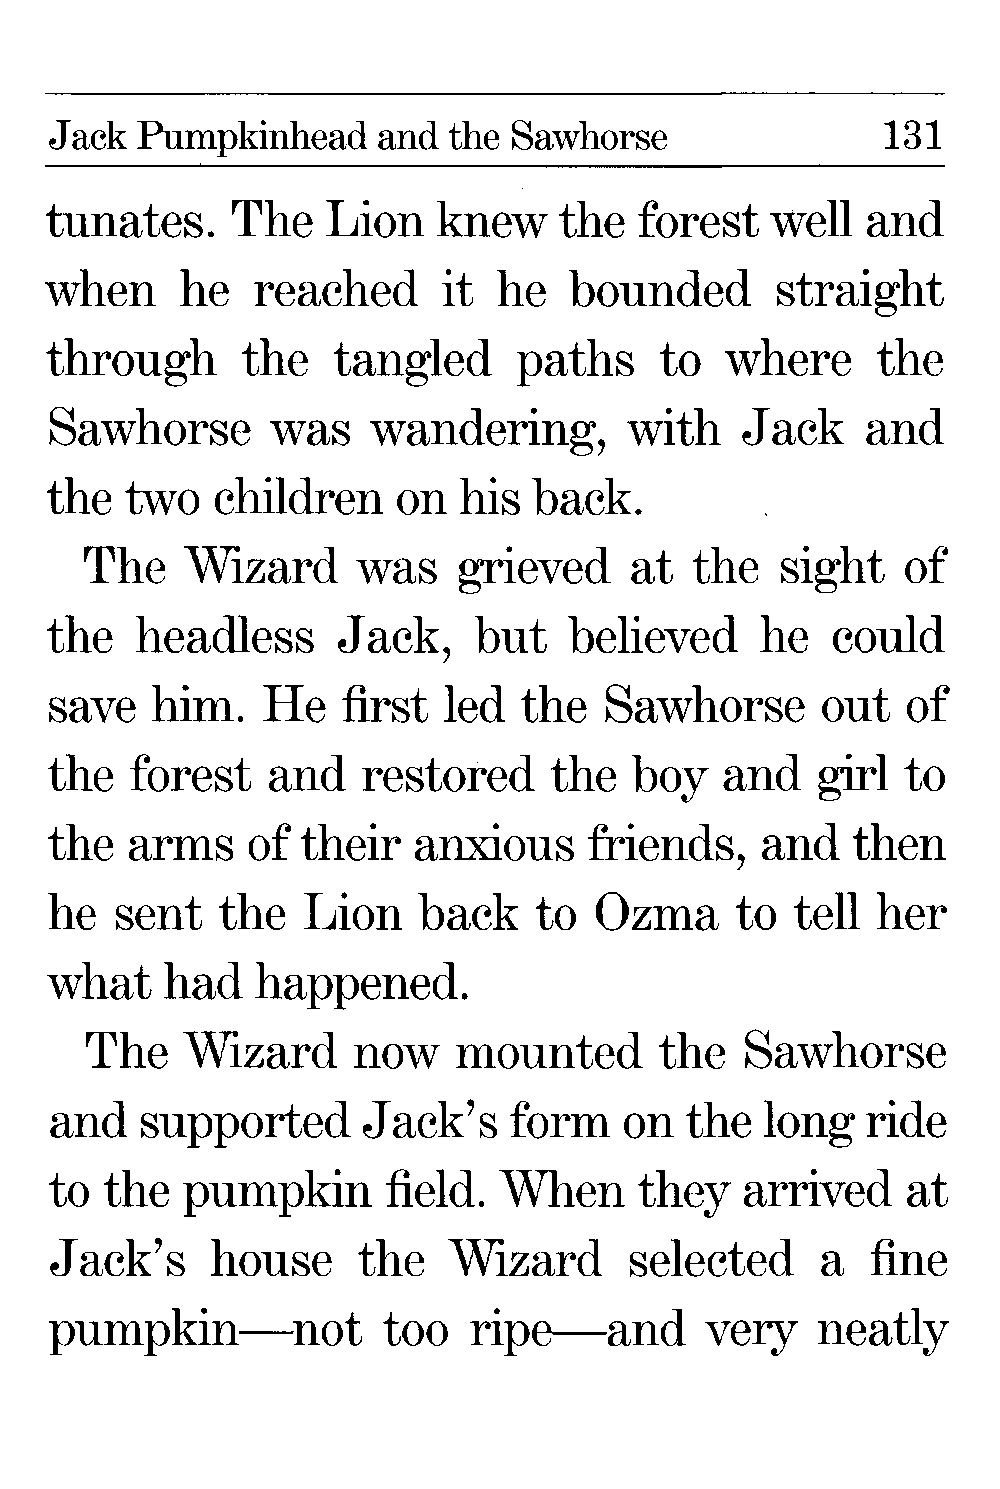 Jack Pumpkinhead and the Sawhorse 131
tunates. The Lion knew the forest well and
when he reached it he bounded straight
through the tangled paths to where the
Sawhorse was wandering, with Jack and
the two children on his back.
The Wizard was grieved at the sight of
the headless Jack, but believed he could
save him. He first led the Sawhorse out of
the forest and restored the boy and girl to
the arms of their anxious friends, and then
he sent the Lion back to Ozma to tell her
what had happened.
The Wizard now mounted the Sawhorse
and supported Jack's form on the long ride
to the pumpkin field. When they arrived at
Jack's house the Wizard selected a fine
pumpkin—not too ripe—and very neatly